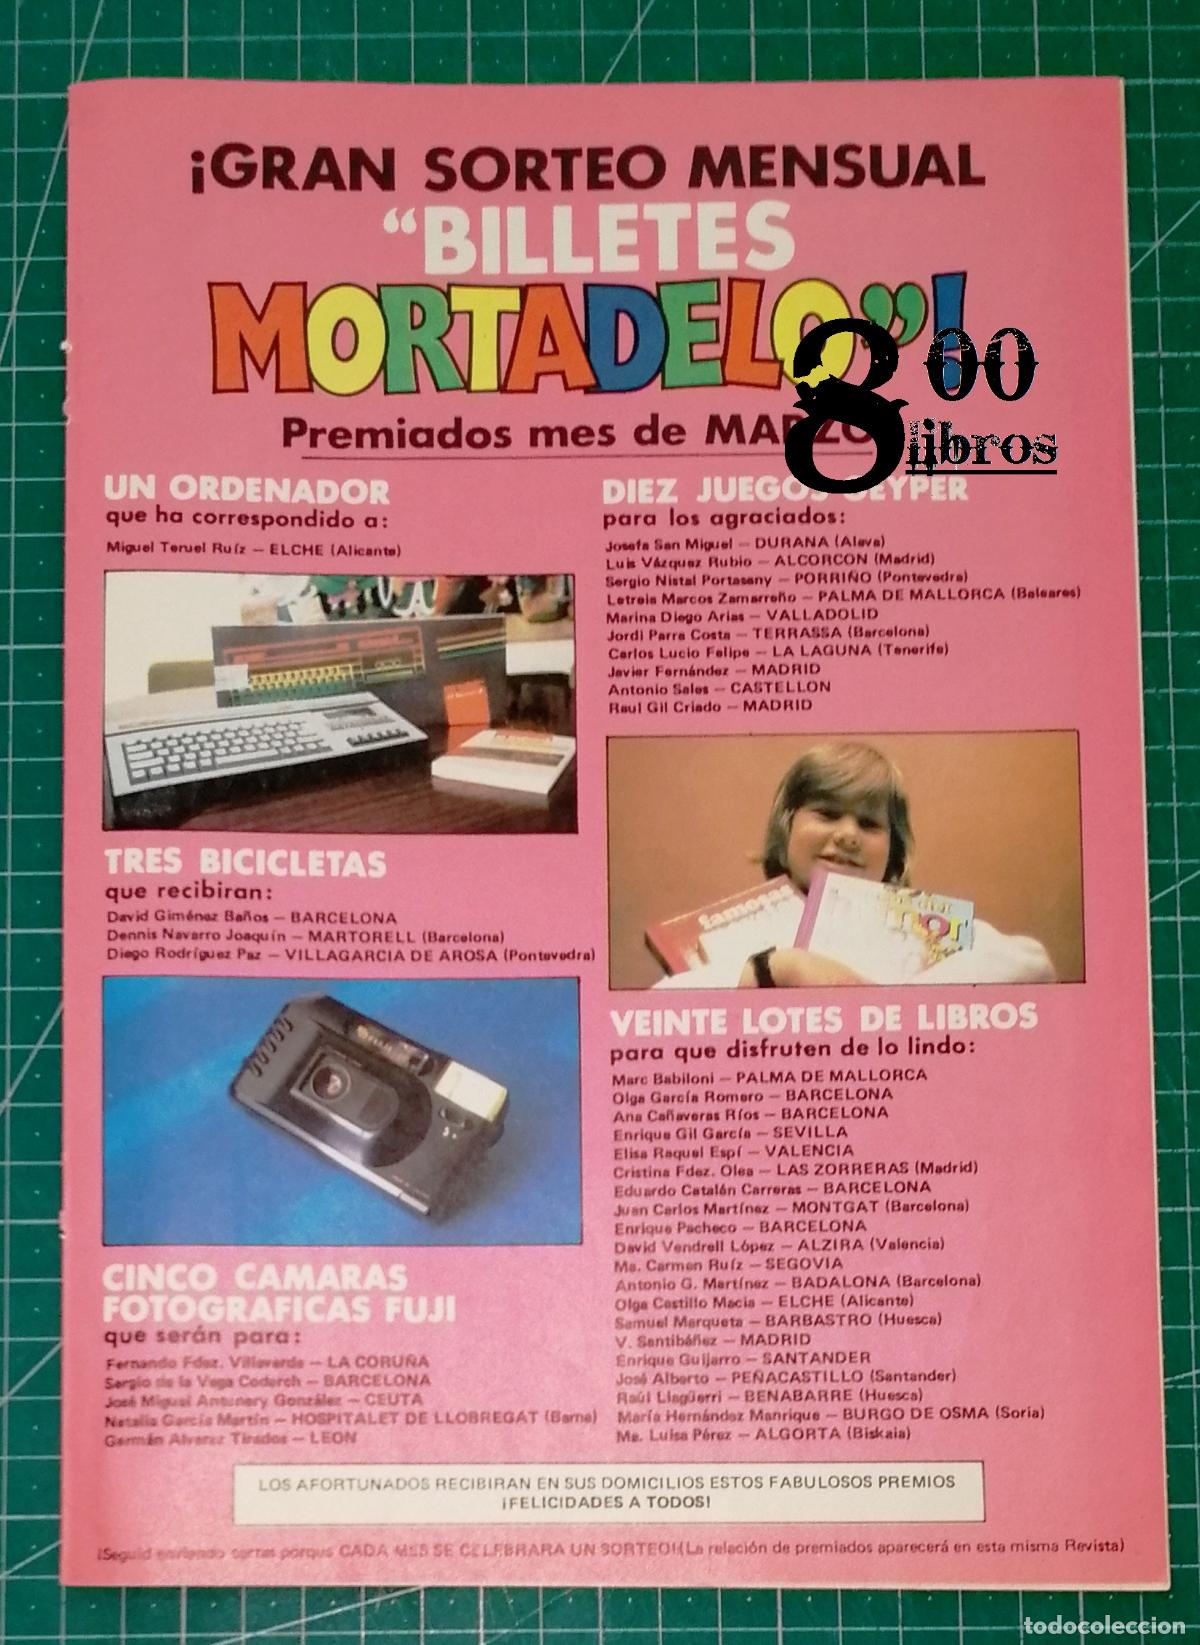 ¡GRAN SORTEO MENSUAL
“BILLETES
MORTADELO”!
800
libros
Premiados mes de MARZO
UN ORDENADOR
que ha correspondido a:
Miguel Teruel Ruíz — ELCHE (Alicante)
TRES BICICLETAS
que recibiran:
David Giménez Baños — BARCELONA
Dennis Navarro Joaquín — MARTORELL (Barcelona)
Diego Rodríguez Paz — VILLAGARCIA DE AROSA (Pontevedra)
CINCO CAMARAS
FOTOGRAFICAS FUJI
que serán para:
Fernando Fdez. Villaverde — LA CORUÑA
Sergio de la Vega Coderch — BARCELONA
José Miguel Antunery González — CEUTA
Natalia García Martín — HOSPITALET DE LLOBREGAT (Barna)
Germán Alvarez Tirados — LEON
DIEZ JUEGOS GEYPER
para los agraciados:
Josefa San Miguel — DURANA (Alava)
Luis Vázquez Rubio — ALCORCON (Madrid)
Sergio Nistal Portasany — PORRIÑO (Pontevedra)
Letreia Marcos Zamarreño — PALMA DE MALLORCA (Baleares)
Marina Diego Arias — VALLADOLID
Jordi Parra Costa — TERRASSA (Barcelona)
Carlos Lucio Felipe — LA LAGUNA (Tenerife)
Javier Fernández — MADRID
Antonio Sales — CASTELLON
Raul Gil Criado — MADRID
famosas
VEINTE LOTES DE LIBROS
para que disfruten de lo lindo:
Marc Babiloni — PALMA DE MALLORCA
Olga García Romero — BARCELONA
Ana Cañaveras Ríos — BARCELONA
Enrique Gil García — SEVILLA
Elisa Raquel Espí — VALENCIA
Cristina Fdez. Olea — LAS ZORRERAS (Madrid)
Eduardo Catalán Carreras — BARCELONA
Juan Carlos Martínez — MONTGAT (Barcelona)
Enrique Pacheco — BARCELONA
David Vendrell López — ALZIRA (Valencia)
Ma. Carmen Ruíz — SEGOVIA
Antonio G. Martínez — BADALONA (Barcelona)
Olga Castillo Macia — ELCHE (Alicante)
Samuel Marqueta — BARBASTRO (Huesca)
V. Santibáñez — MADRID
Enrique Guijarro — SANTANDER
José Alberto — PEÑACASTILLO (Santander)
Raúl Llagüerri — BENABARRE (Huesca)
María Hernández Manrique — BURGO DE OSMA (Soria)
Ma. Luisa Pérez — ALGORTA (Biskaia)
LOS AFORTUNADOS RECIBIRAN EN SUS DOMICILIOS ESTOS FABULOSOS PREMIOS
¡FELICIDADES A TODOS!
¡Seguid enviendo cartas porque CADA MES SE CELEBRARA UN SORTEO! (La relación de premiados aparecerá en esta misma Revista)
todocoleccion